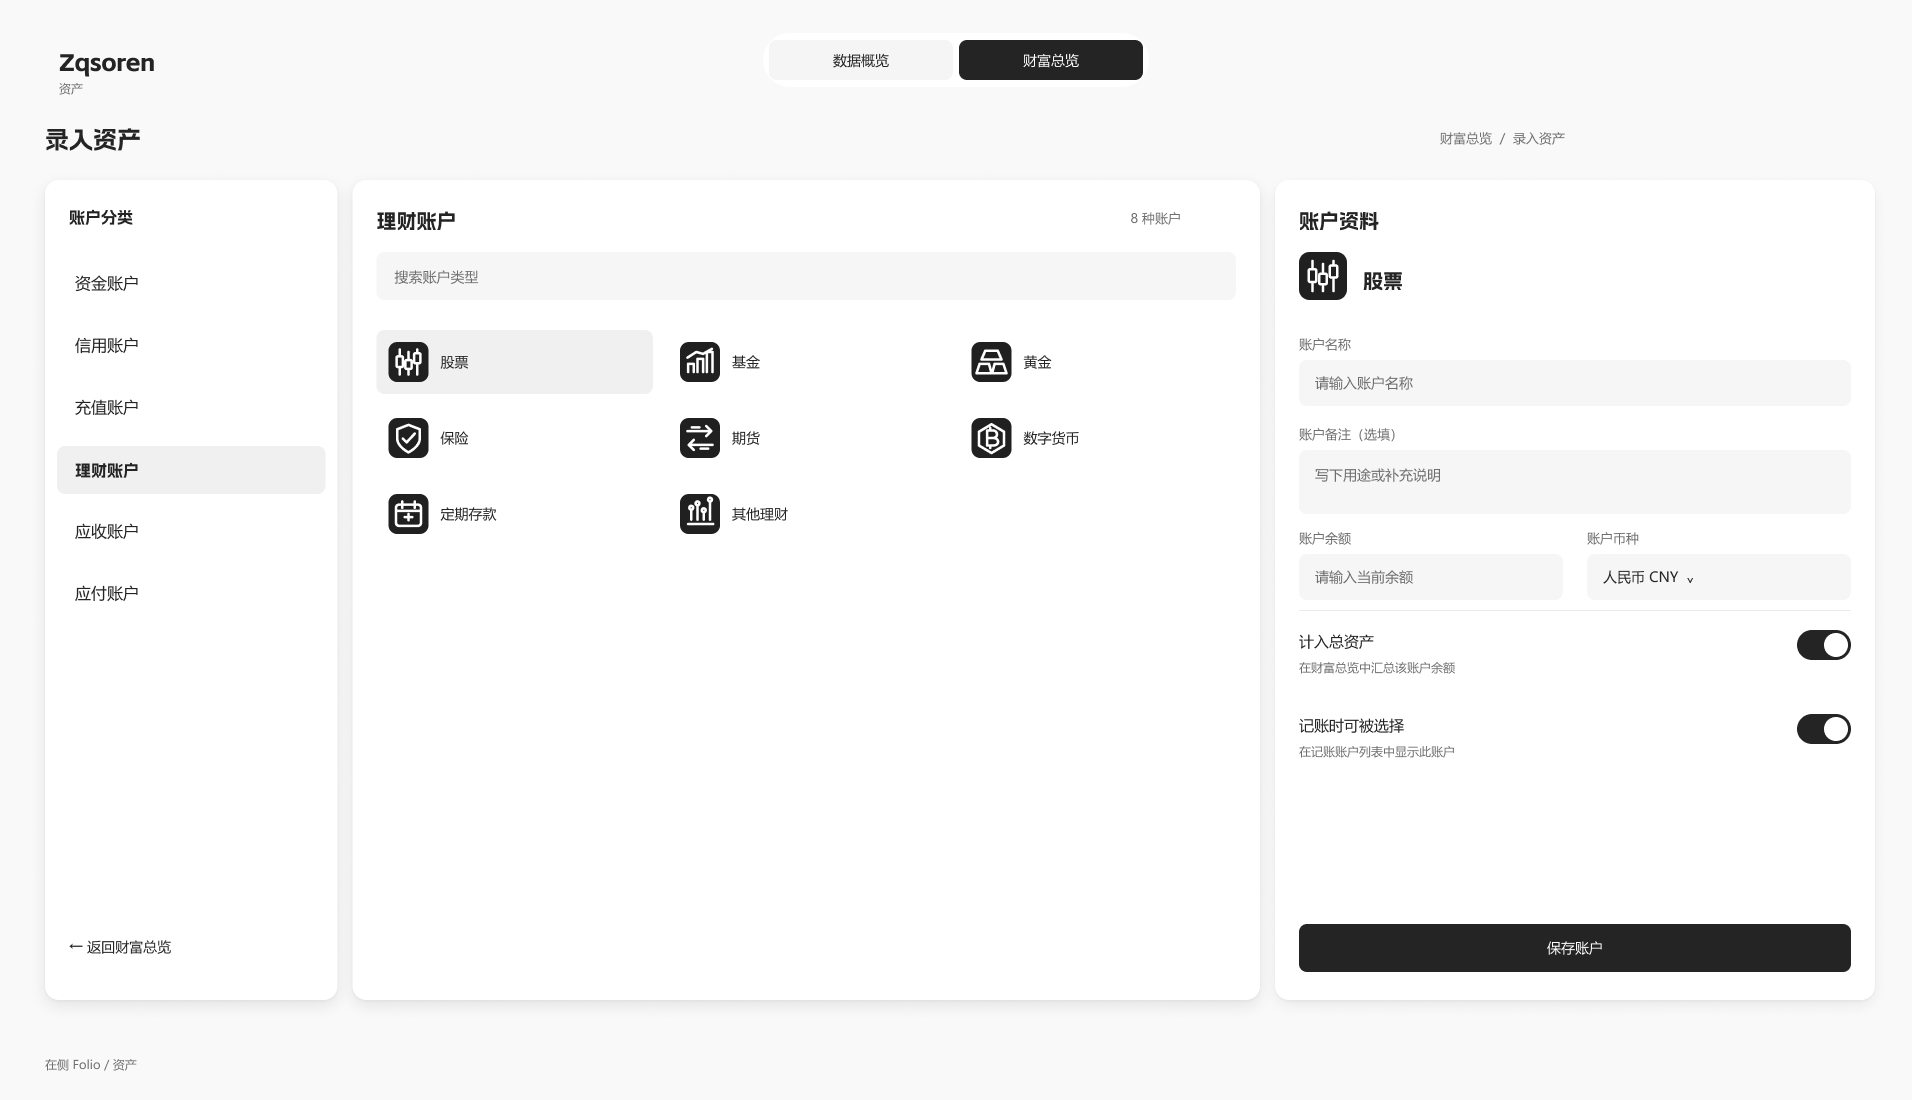 Zqsoren
资产
数据概览
财富总览
录入资产
财富总览 / 录入资产
账户分类
资金账户
信用账户
充值账户
理财账户
应收账户
应付账户
← 返回财富总览
理财账户
8 种账户
搜索账户类型
股票
基金
黄金
保险
期货
数字货币
定期存款
其他理财
账户资料
股票
账户名称
请输入账户名称
账户备注（选填）
写下用途或补充说明
账户余额
账户币种
请输入当前余额
人民币 CNY
计入总资产
在财富总览中汇总该账户余额
记账时可被选择
在记账账户列表中显示此账户
保存账户
在侧 Folio / 资产